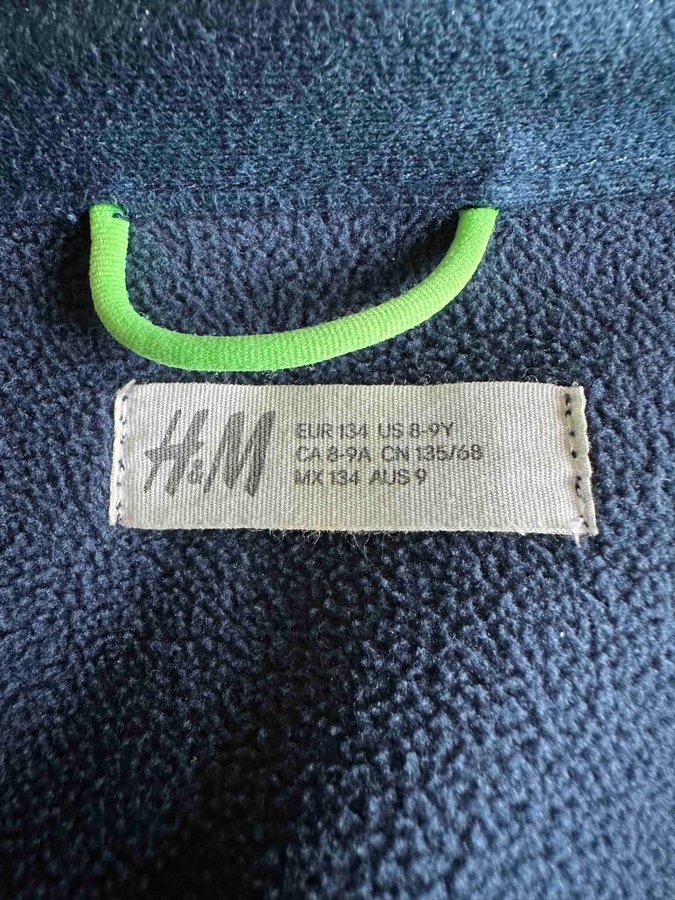 H&M
EUR 134 US 8-9Y
CA 8-9A CN 135/68
MX 134 AUS 9